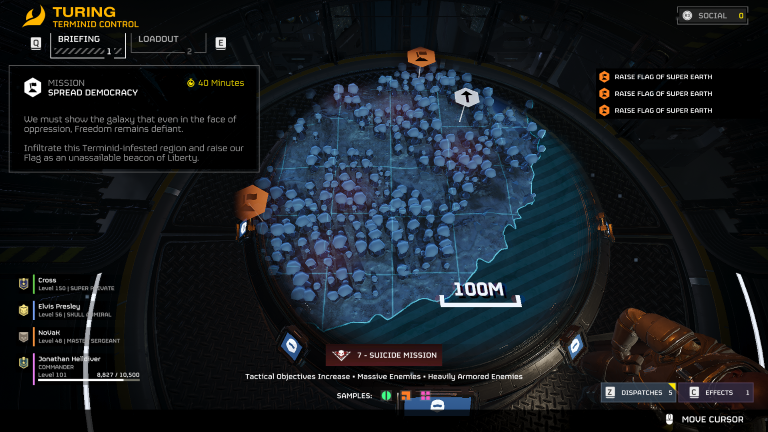 TURING
TERMINID CONTROL
Q
BRIEFING
1
LOADOUT
2
E
SOCIAL 0
MISSION
SPREAD DEMOCRACY
40 Minutes
We must show the galaxy that even in the face of
oppression, Freedom remains defiant.
Infiltrate this Terminid-infested region and raise our
Flag as an unassailable beacon of Liberty.
RAISE FLAG OF SUPER EARTH
RAISE FLAG OF SUPER EARTH
RAISE FLAG OF SUPER EARTH
100M
Cross
Level 150 | SUPER PRIVATE
Elvis Presley
Level 56 | SKULL ADMIRAL
NoVaK
Level 48 | MASTER SERGEANT
Jonathan Helldiver
COMMANDER
Level 101 8,827 / 10,500
7 - SUICIDE MISSION
Tactical Objectives Increase • Massive Enemies • Heavily Armored Enemies
SAMPLES:
Z DISPATCHES 5
C EFFECTS 1
MOVE CURSOR